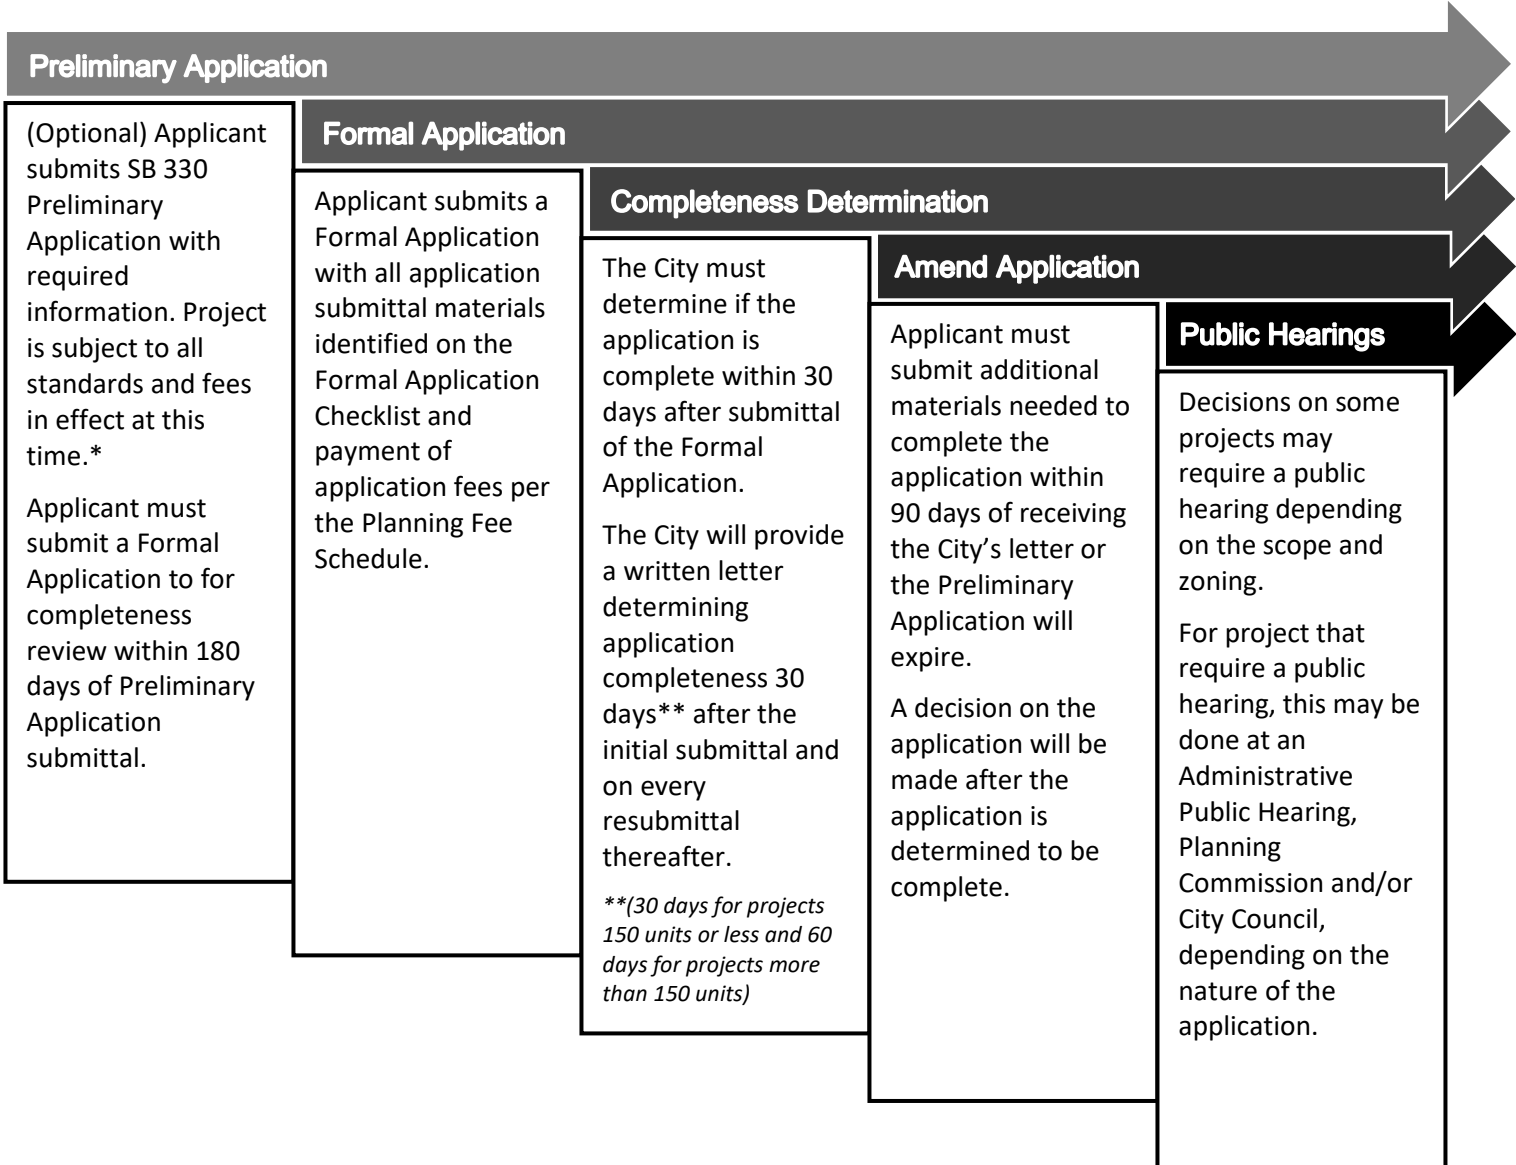 Preliminary Application
(Optional) Applicant
submits SB 330
Preliminary
Application with
required
information. Project
is subject to all
standards and fees
in effect at this
time.*
Applicant must
submit a Formal
Application to for
completeness
review within 180
days of Preliminary
Application
submittal.
Formal Application
Applicant submits a
Formal Application
with all application
submittal materials
identified on the
Formal Application
Checklist and
payment of
application fees per
the Planning Fee
Schedule.
Completeness Determination
The City must
determine if the
application is
complete within 30
days after submittal
of the Formal
Application.
The City will provide
a written letter
determining
application
completeness 30
days** after the
initial submittal and
on every
resubmittal
thereafter.
**(30 days for projects
150 units or less and 60
days for projects more
than 150 units)
Amend Application
Applicant must
submit additional
materials needed to
complete the
application within
90 days of receiving
the City’s letter or
the Preliminary
Application will
expire.
A decision on the
application will be
made after the
application is
determined to be
complete.
Public Hearings
Decisions on some
projects may
require a public
hearing depending
on the scope and
zoning.
For project that
require a public
hearing, this may be
done at an
Administrative
Public Hearing,
Planning
Commission and/or
City Council,
depending on the
nature of the
application.